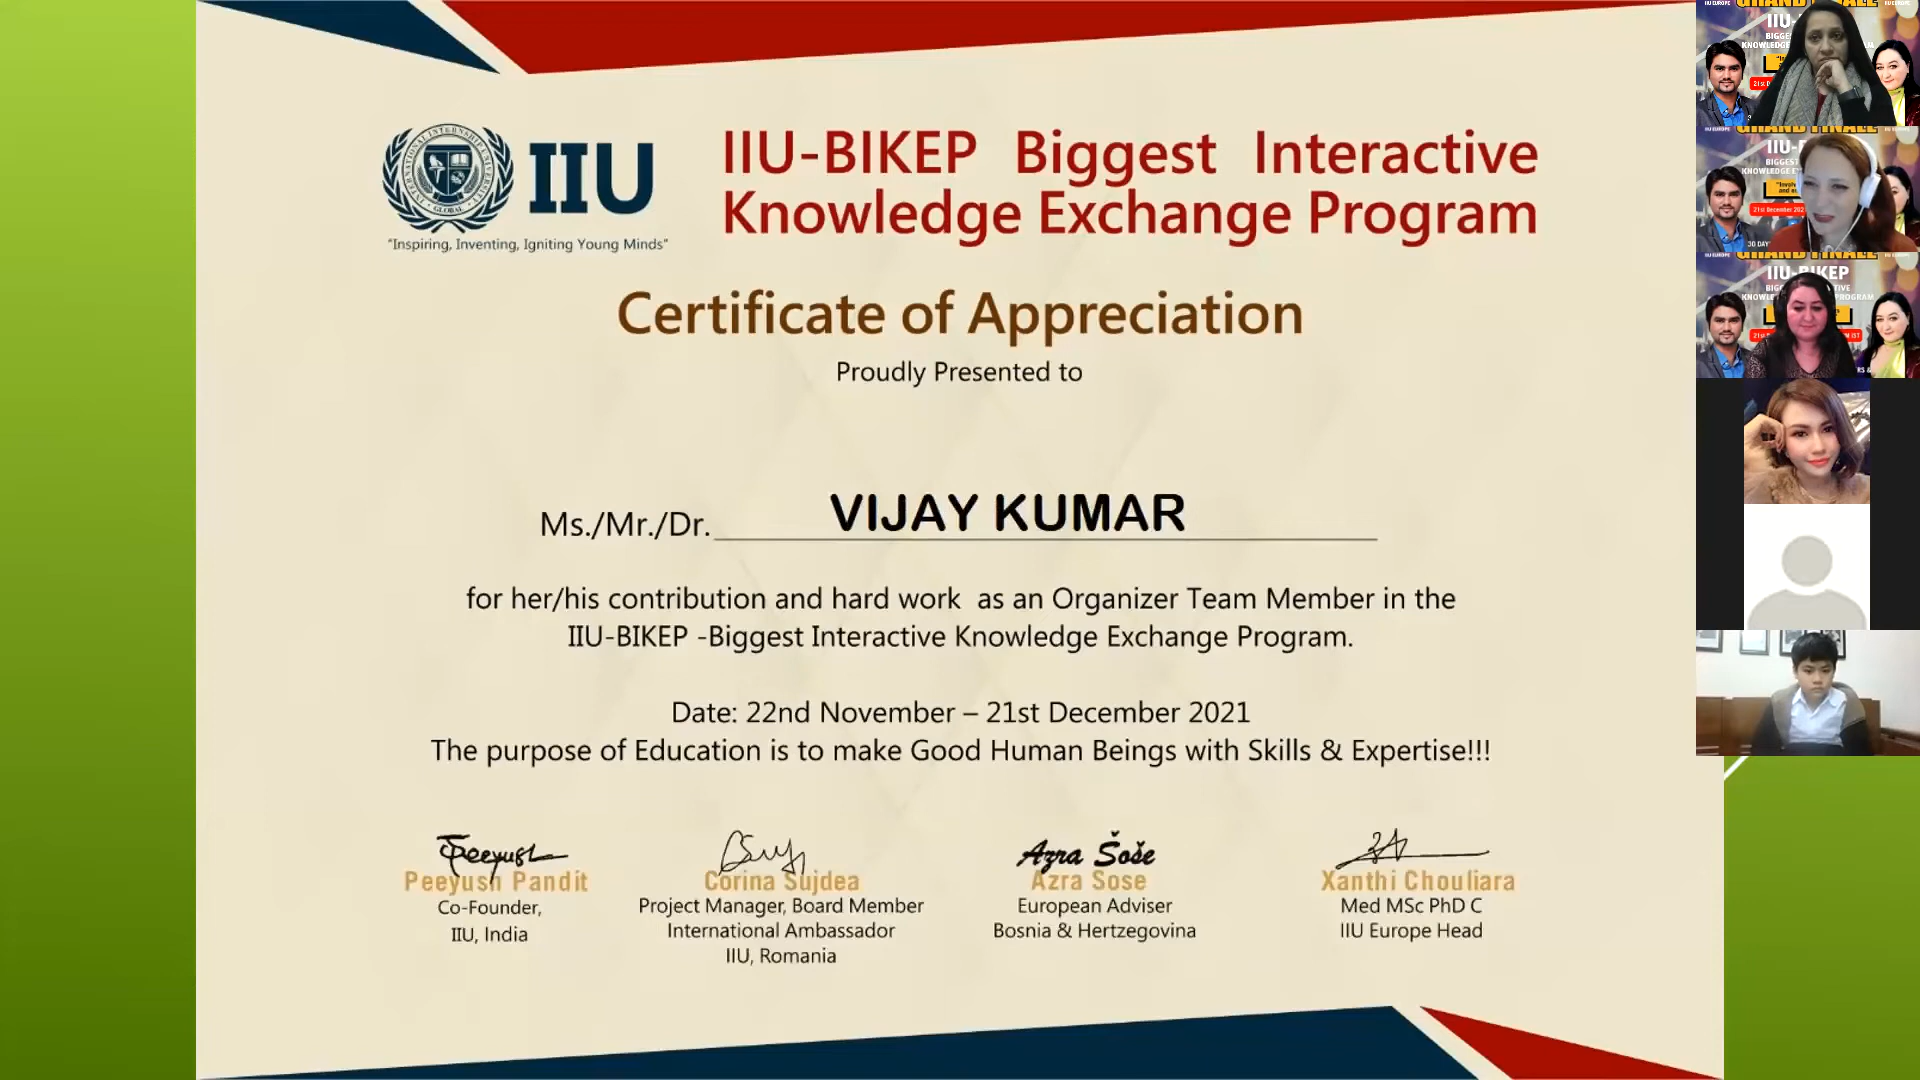 IIU
"Inspiring, Inventing, Igniting Young Minds"
IIU-BIKEP Biggest Interactive
Knowledge Exchange Program
Certificate of Appreciation
Proudly Presented to
Ms./Mr./Dr. VIJAY KUMAR
for her/his contribution and hard work as an Organizer Team Member in the
IIU-BIKEP -Biggest Interactive Knowledge Exchange Program.
Date: 22nd November – 21st December 2021
The purpose of Education is to make Good Human Beings with Skills & Expertise!!!
Peeyush
Peeyush Pandit
Co-Founder,
IIU, India
Corina Sujdea
Project Manager, Board Member
International Ambassador
IIU, Romania
Azra Šoše
Azra Sose
European Adviser
Bosnia & Hertzegovina
Xanthi Chouliara
Med MSc PhD C
IIU Europe Head
GRAND FINALE
IIU-BIKEP